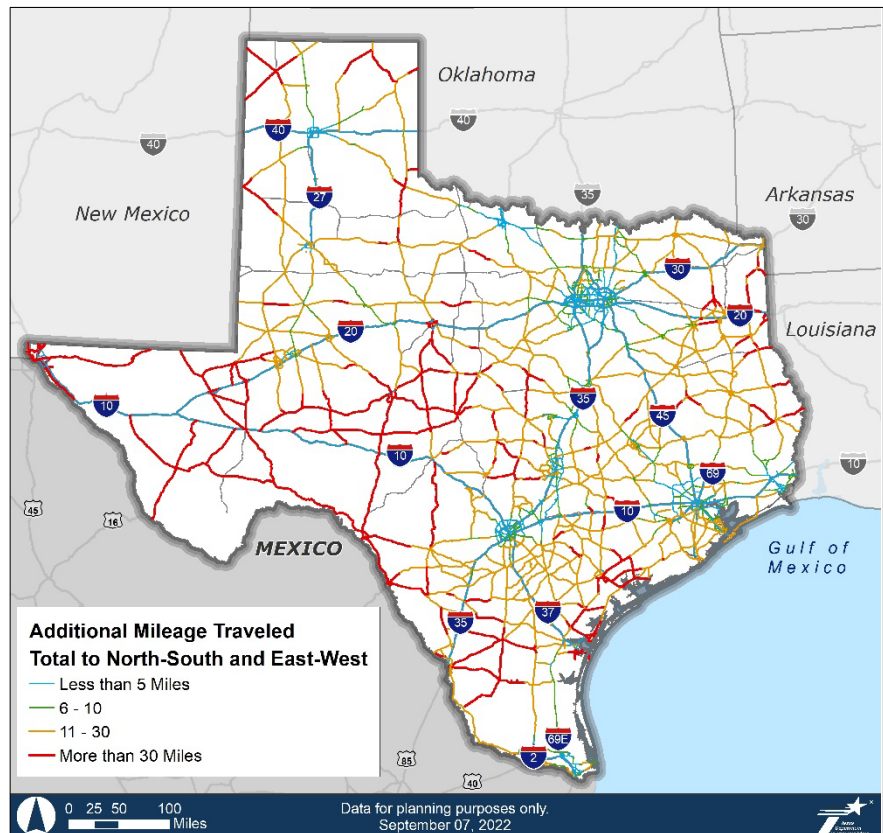 Oklahoma
40
40
40
New Mexico
27
35
Arkansas
30
30
20
Louisiana
20
10
35
45
10
69
10
45
16
10
MEXICO
Gulf of
Mexico
37
35
69E
2
85
40
Additional Mileage Traveled
Total to North-South and East-West
Less than 5 Miles
6 - 10
11 - 30
More than 30 Miles
0 25 50 100
Miles
Data for planning purposes only.
September 07, 2022
Texas